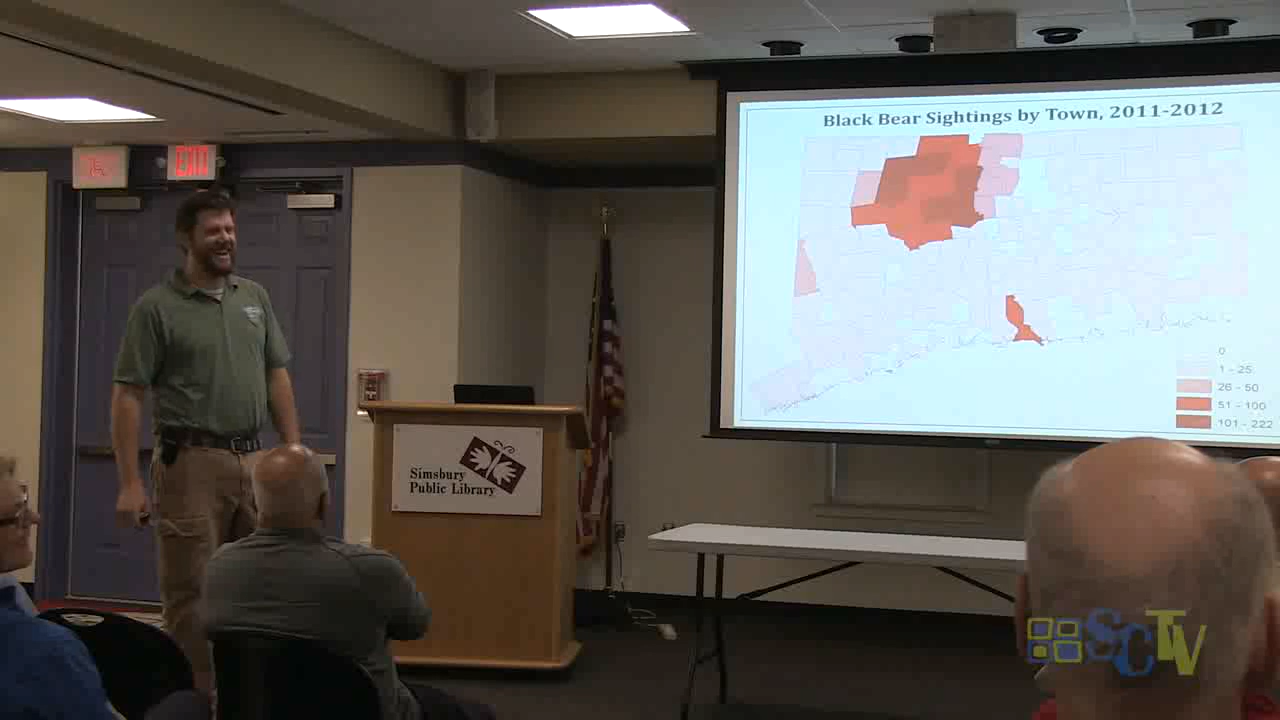 EXIT
Black Bear Sightings by Town, 2011-2012
0
1 - 25
26 - 50
51 - 100
101 - 222
Simsbury
Public Library
SCTV